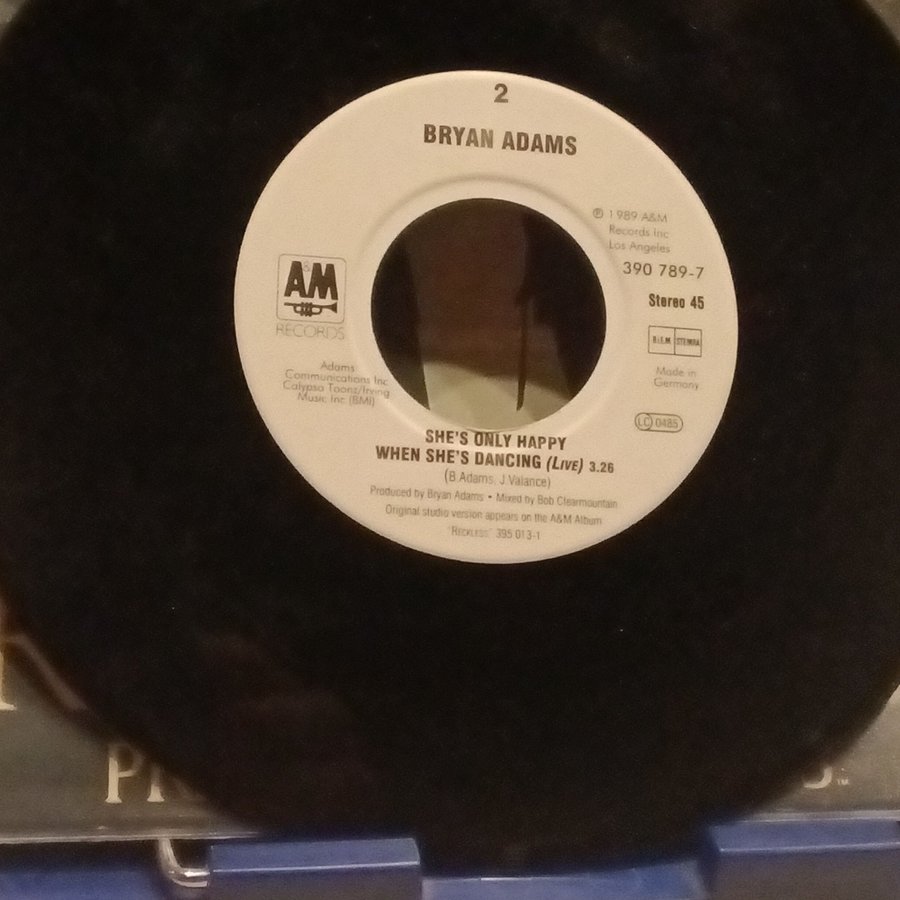 2
BRYAN ADAMS
℗ 1989 A&M
Records Inc
Los Angeles
390 789-7
Stereo 45
A&M
RECORDS
B.I.E.M. STEMRA
Made in
Germany
Adams
Communications Inc
Calypso Toonz/Irving
Music Inc (BMI)
LC 0485
SHE'S ONLY HAPPY
WHEN SHE'S DANCING (LIVE) 3.26
(B.Adams, J.Valance)
Produced by Bryan Adams • Mixed by Bob Clearmountain
Original studio version appears on the A&M Album
"RECKLESS" 395 013-1